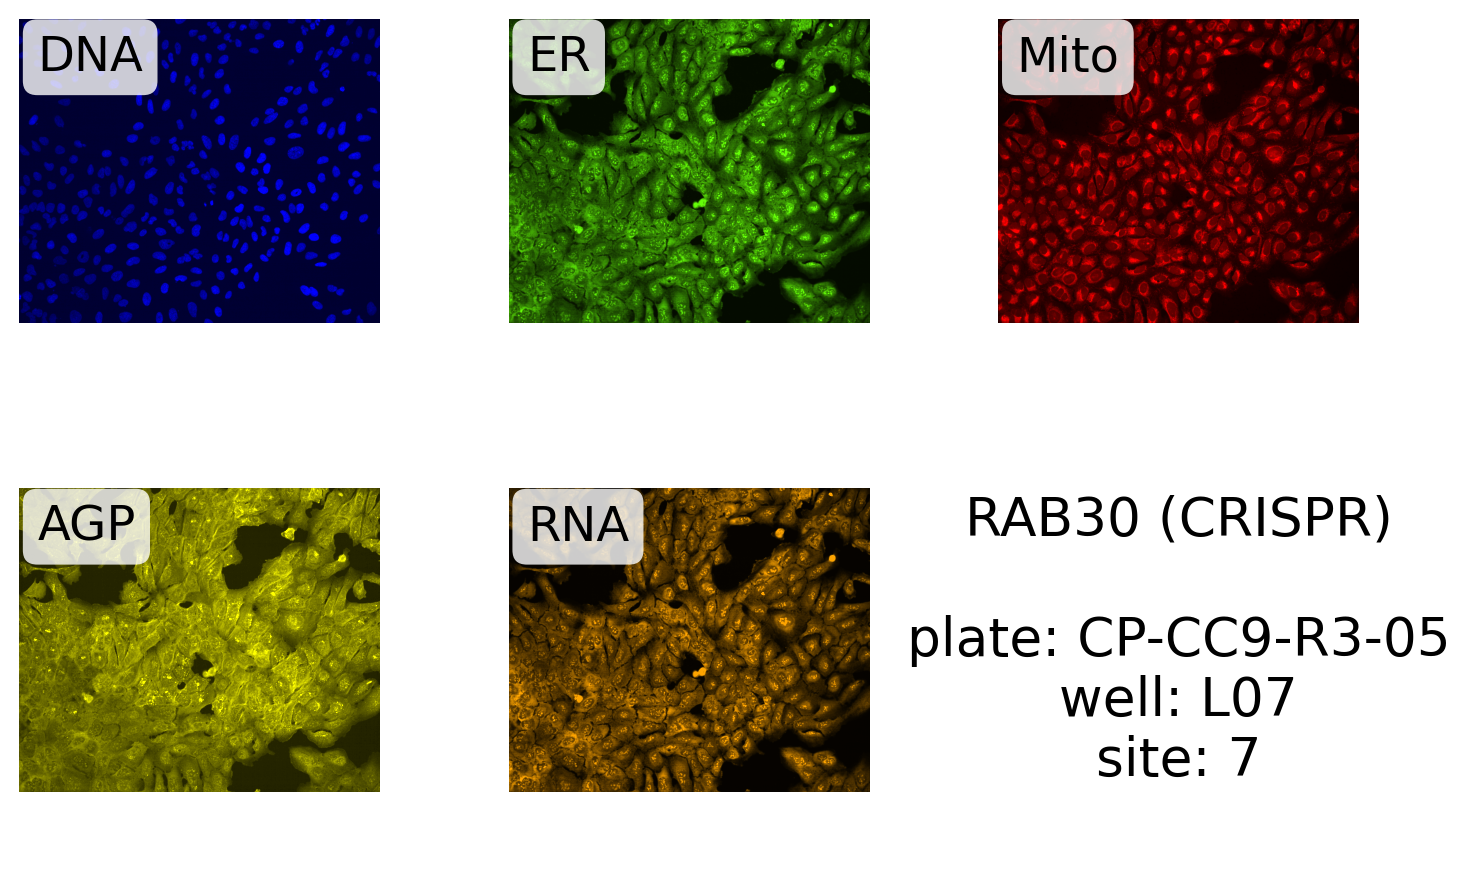 DNA
ER
Mito
AGP
RNA
RAB30 (CRISPR)
plate: CP-CC9-R3-05
well: L07
site: 7